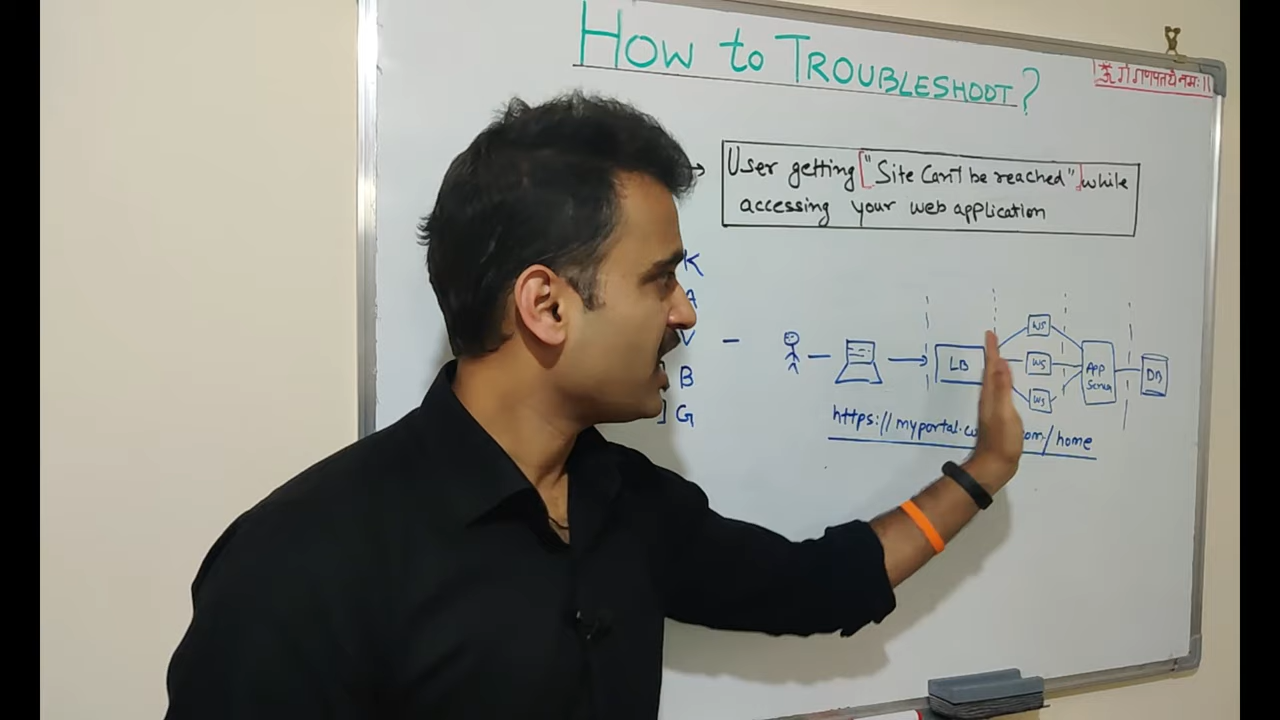 How to TROUBLESHOOT?
|| ॐ गं गणपतये नमः ||
→ User getting ["Site Can't be reached"] while
accessing your web application
K
A
V -
B
] G
LB
WS
WS
WS
App
Server
DB
https://myportal. om/home